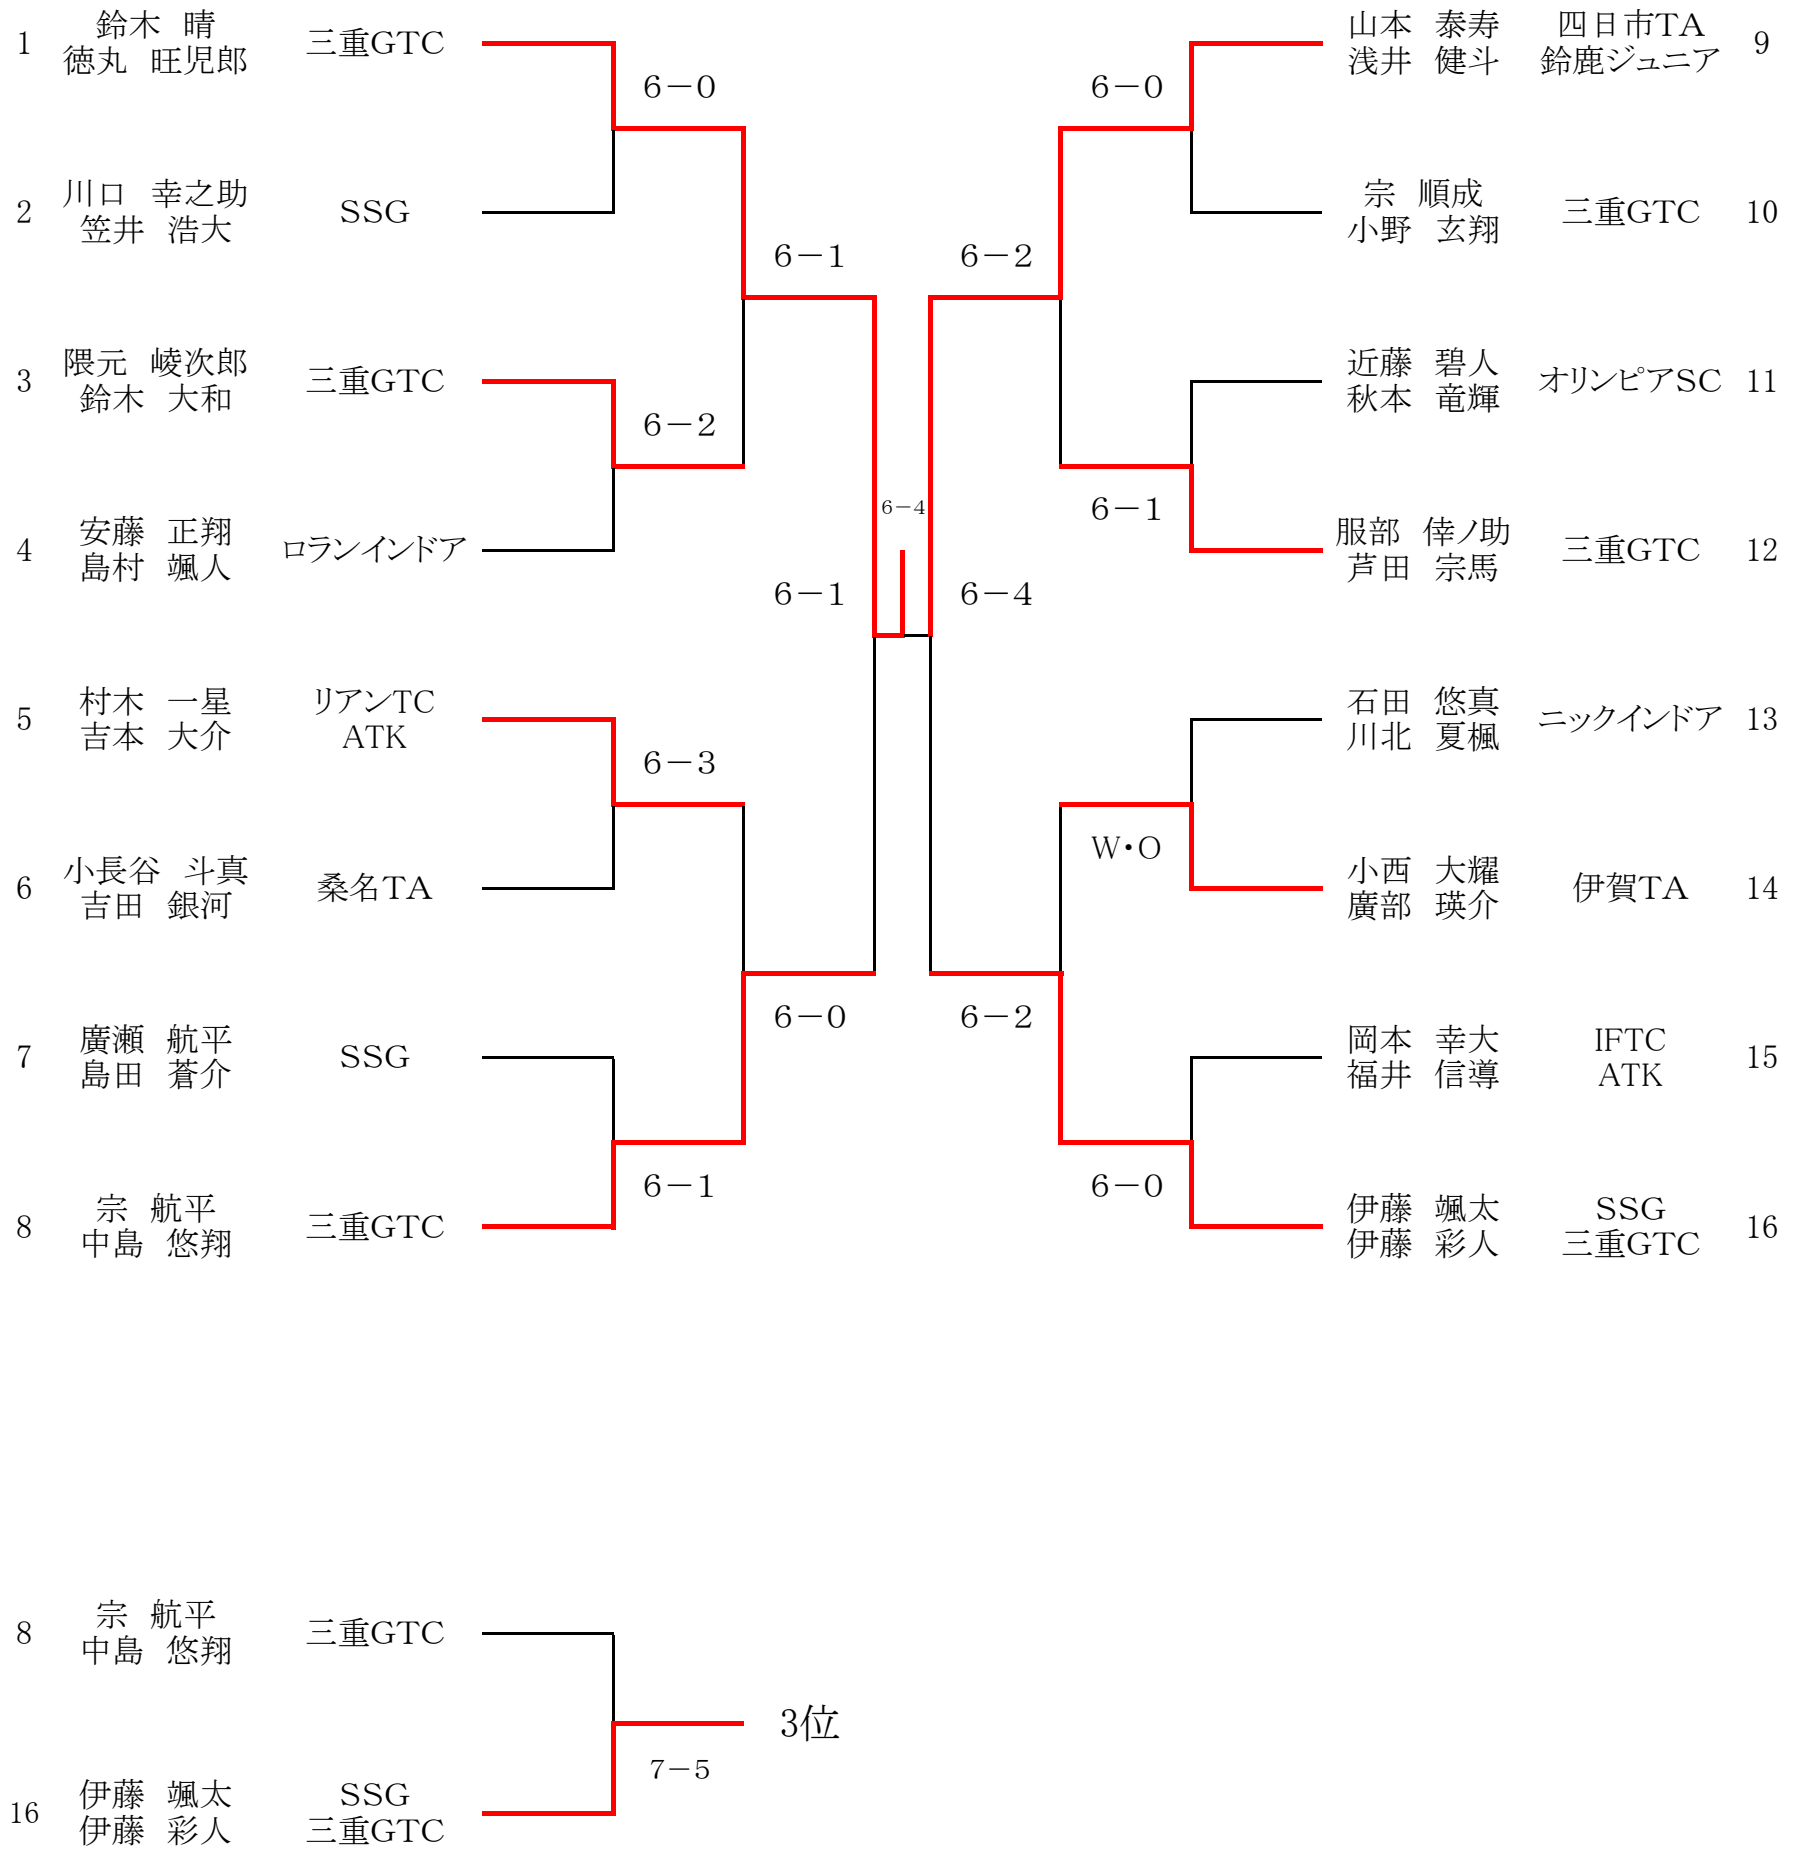 1
鈴木 晴
徳丸 旺児郎
三重GTC
6－0
2
川口 幸之助
笠井 浩大
SSG
6－1
3
隈元 崚次郎
鈴木 大和
三重GTC
6－2
4
安藤 正翔
島村 颯人
ロランインドア
6－1
6－4
5
村木 一星
吉本 大介
リアンTC
ATK
6－3
6
小長谷 斗真
吉田 銀河
桑名TA
6－0
7
廣瀬 航平
島田 蒼介
SSG
6－1
8
宗 航平
中島 悠翔
三重GTC
山本 泰寿
浅井 健斗
四日市TA
鈴鹿ジュニア
9
6－0
宗 順成
小野 玄翔
三重GTC
10
6－2
近藤 碧人
秋本 竜輝
オリンピアSC
11
6－1
服部 倖ノ助
芦田 宗馬
三重GTC
12
6－4
石田 悠真
川北 夏楓
ニックインドア
13
W・O
小西 大耀
廣部 瑛介
伊賀TA
14
6－2
岡本 幸大
福井 信導
IFTC
ATK
15
6－0
伊藤 颯太
伊藤 彩人
SSG
三重GTC
16
8
宗 航平
中島 悠翔
三重GTC
3位
7－5
16
伊藤 颯太
伊藤 彩人
SSG
三重GTC